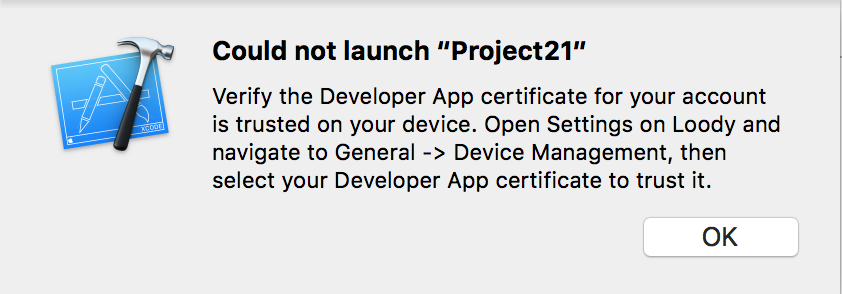 Could not launch “Project21”
Verify the Developer App certificate for your account
is trusted on your device. Open Settings on Loody and
navigate to General -> Device Management, then
select your Developer App certificate to trust it.
XCODE
OK